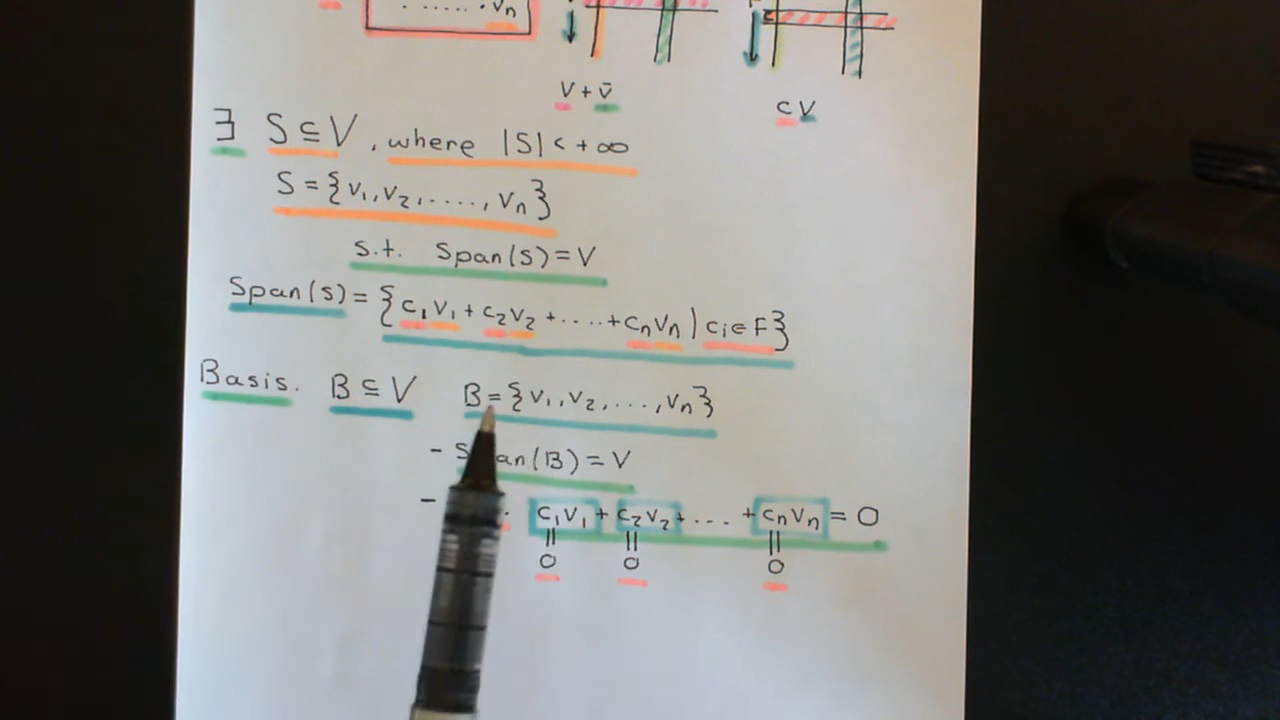 . ...... . vn
V + v̄
cV
∃ S ⊆ V , where |S| < +∞
S = {v₁, v₂, ....., vₙ}
s.t. Span(S) = V
Span(S) = {c₁v₁ + c₂v₂ + ..... + cₙvₙ | cᵢ ∈ F}
Basis. B ⊆ V B = {v₁, v₂, ..., vₙ}
- S an(B) = V
- . c₁v₁ + c₂v₂ + .... + cₙvₙ = 0
|| || ||
0 0 0